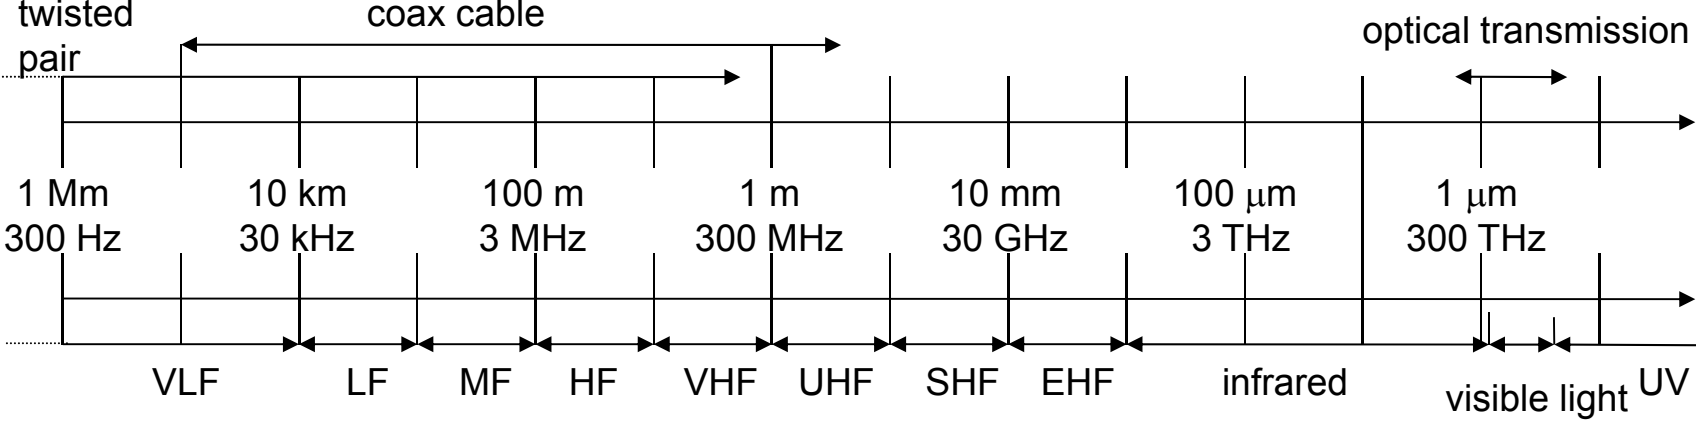 twisted
pair
coax cable
optical transmission
1 Mm
300 Hz
10 km
30 kHz
100 m
3 MHz
1 m
300 MHz
10 mm
30 GHz
100 μm
3 THz
1 μm
300 THz
VLF
LF
MF
HF
VHF
UHF
SHF
EHF
infrared
visible light
UV